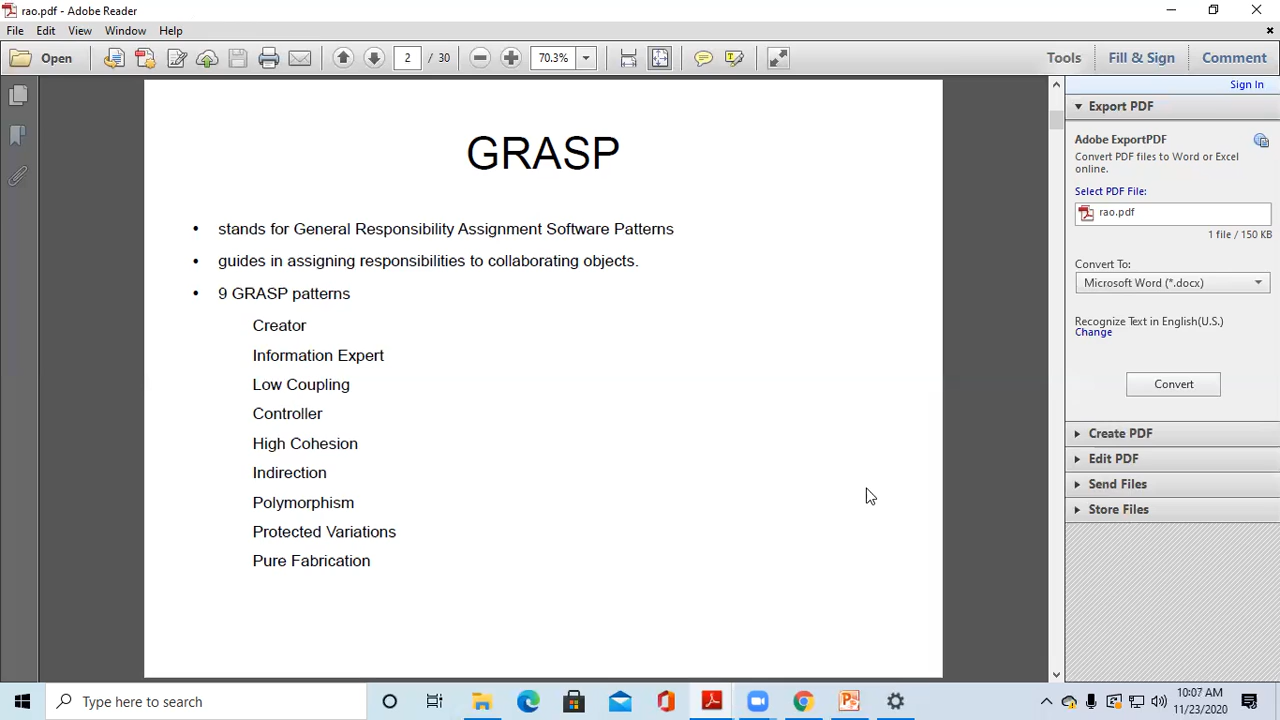 rao.pdf - Adobe Reader
File Edit View Window Help
Open 2 / 30 70.3% Tools Fill & Sign Comment
Sign In
GRASP
• stands for General Responsibility Assignment Software Patterns
• guides in assigning responsibilities to collaborating objects.
• 9 GRASP patterns
Creator
Information Expert
Low Coupling
Controller
High Cohesion
Indirection
Polymorphism
Protected Variations
Pure Fabrication
Export PDF
Adobe ExportPDF
Convert PDF files to Word or Excel
online.
Select PDF File:
rao.pdf
1 file / 150 KB
Convert To:
Microsoft Word (*.docx)
Recognize Text in English(U.S.)
Change
Convert
Create PDF
Edit PDF
Send Files
Store Files
Type here to search
10:07 AM
11/23/2020